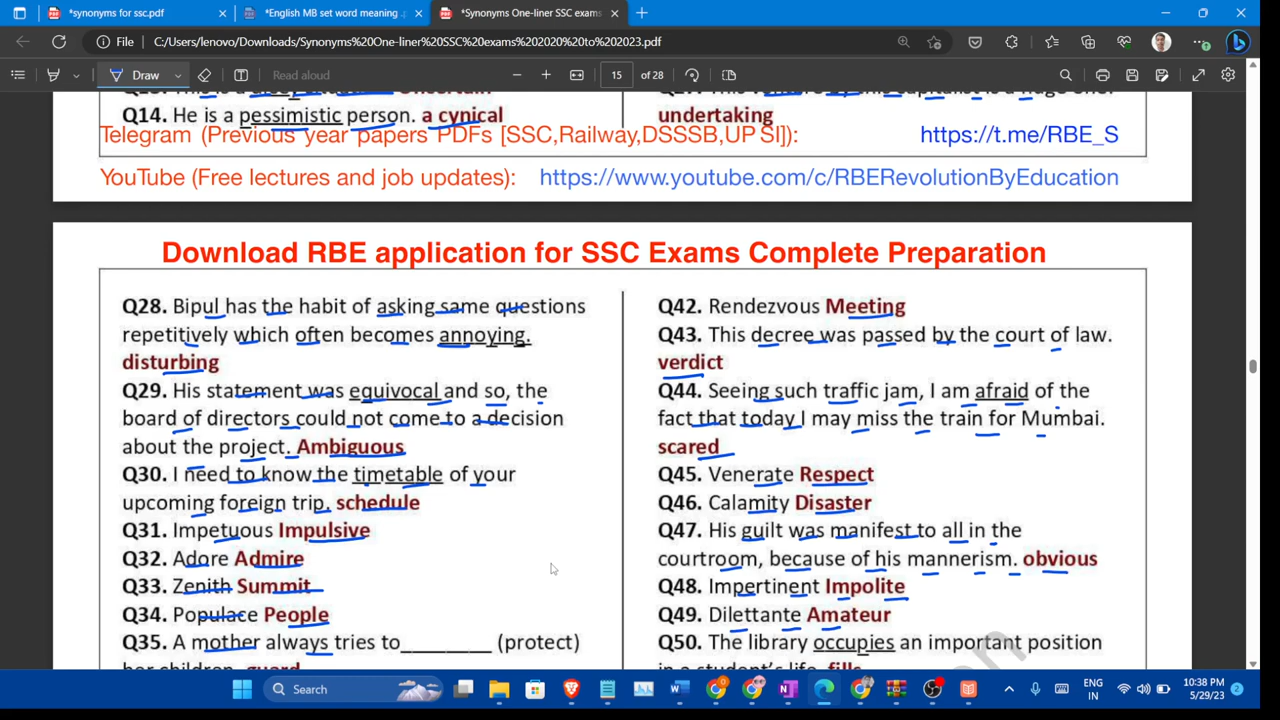 *synonyms for ssc.pdf
*English MB set word meaning .p
*Synonyms One-liner SSC exams
File
C:/Users/lenovo/Downloads/Synonyms%20One-liner%20SSC%20exams%202020%20to%202023.pdf
Draw
Read aloud
15
of 28
Q14. He is a pessimistic person. a cynical
undertaking
Telegram (Previous year papers PDFs [SSC,Railway,DSSSB,UP SI]): https://t.me/RBE_S
YouTube (Free lectures and job updates): https://www.youtube.com/c/RBERevolutionByEducation
Download RBE application for SSC Exams Complete Preparation
Q28. Bipul has the habit of asking same questions
repetitively which often becomes annoying.
disturbing
Q29. His statement was equivocal and so, the
board of directors could not come to a decision
about the project. Ambiguous
Q30. I need to know the timetable of your
upcoming foreign trip. schedule
Q31. Impetuous Impulsive
Q32. Adore Admire
Q33. Zenith Summit
Q34. Populace People
Q35. A mother always tries to_________ (protect)
her children. guard
Q42. Rendezvous Meeting
Q43. This decree was passed by the court of law.
verdict
Q44. Seeing such traffic jam, I am afraid of the
fact that today I may miss the train for Mumbai.
scared
Q45. Venerate Respect
Q46. Calamity Disaster
Q47. His guilt was manifest to all in the
courtroom, because of his mannerism. obvious
Q48. Impertinent Impolite
Q49. Dilettante Amateur
Q50. The library occupies an important position
in a student's life. fills
Search
ENG
IN
10:38 PM
5/29/23